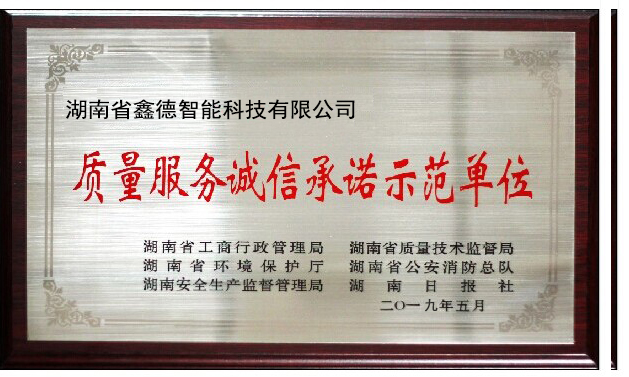 湖南省鑫德智能科技有限公司
质量服务诚信承诺示范单位
湖南省工商行政管理局 湖南省质量技术监督局
湖南省环境保护厅 湖南省公安消防总队
湖南安全生产监督管理局 湖南日报社
二〇一九年五月